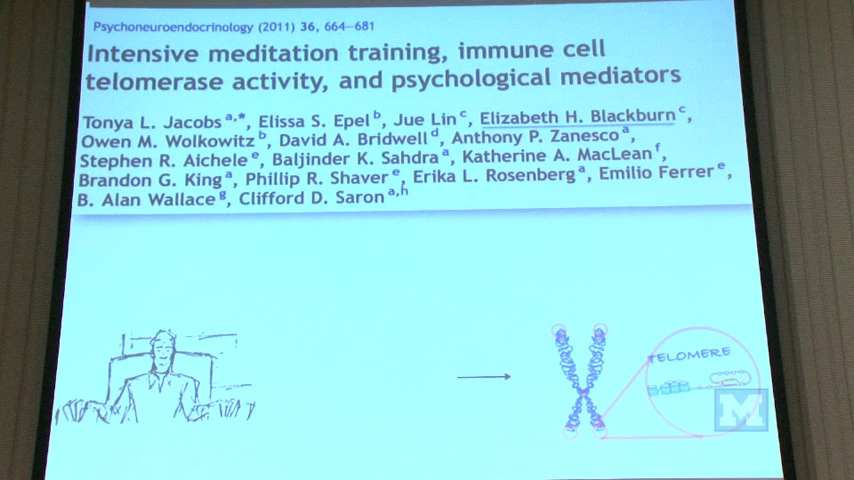 Psychoneuroendocrinology (2011) 36, 664—681
Intensive meditation training, immune cell
telomerase activity, and psychological mediators
Tonya L. Jacobs a,*, Elissa S. Epel b, Jue Lin c, Elizabeth H. Blackburn c,
Owen M. Wolkowitz b, David A. Bridwell d, Anthony P. Zanesco a,
Stephen R. Aichele e, Baljinder K. Sahdra a, Katherine A. MacLean f,
Brandon G. King a, Phillip R. Shaver e, Erika L. Rosenberg a, Emilio Ferrer e,
B. Alan Wallace g, Clifford D. Saron a,h
TELOMERE
M